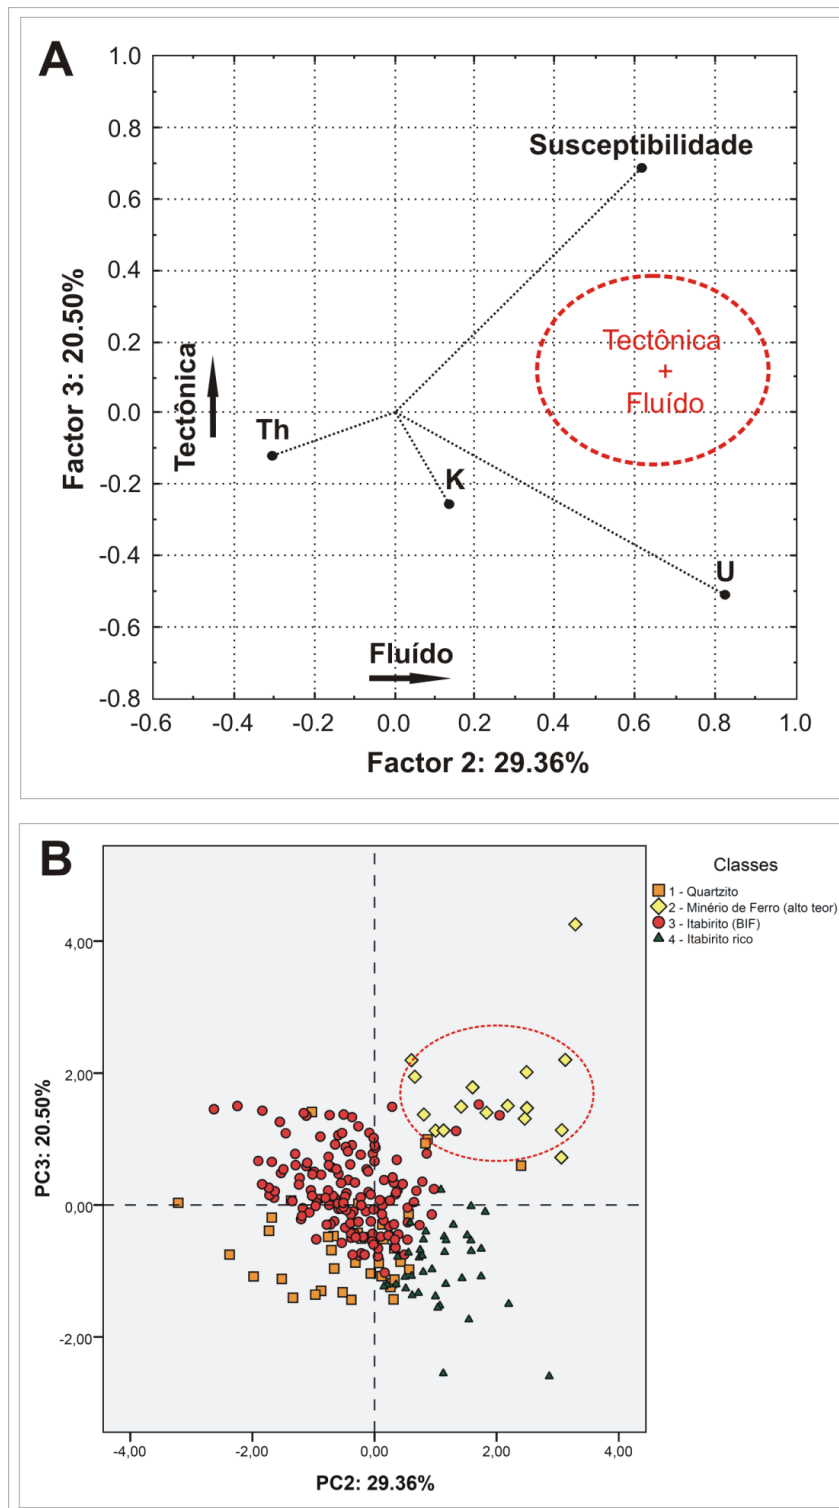 A
1.0
0.8
0.6
0.4
0.2
0.0
-0.2
-0.4
-0.6
-0.8
Factor 3: 20.50%
Tectônica
Susceptibilidade
Tectônica
+
Fluído
Th
K
U
Fluído
-0.6
-0.4
-0.2
0.0
0.2
0.4
0.6
0.8
1.0
Factor 2: 29.36%
B
Classes
1 - Quartzito
2 - Minério de Ferro (alto teor)
3 - Itabirito (BIF)
4 - Itabirito rico
4,00
2,00
0,00
-2,00
PC3: 20.50%
-4,00
-2,00
0,00
2,00
4,00
PC2: 29.36%